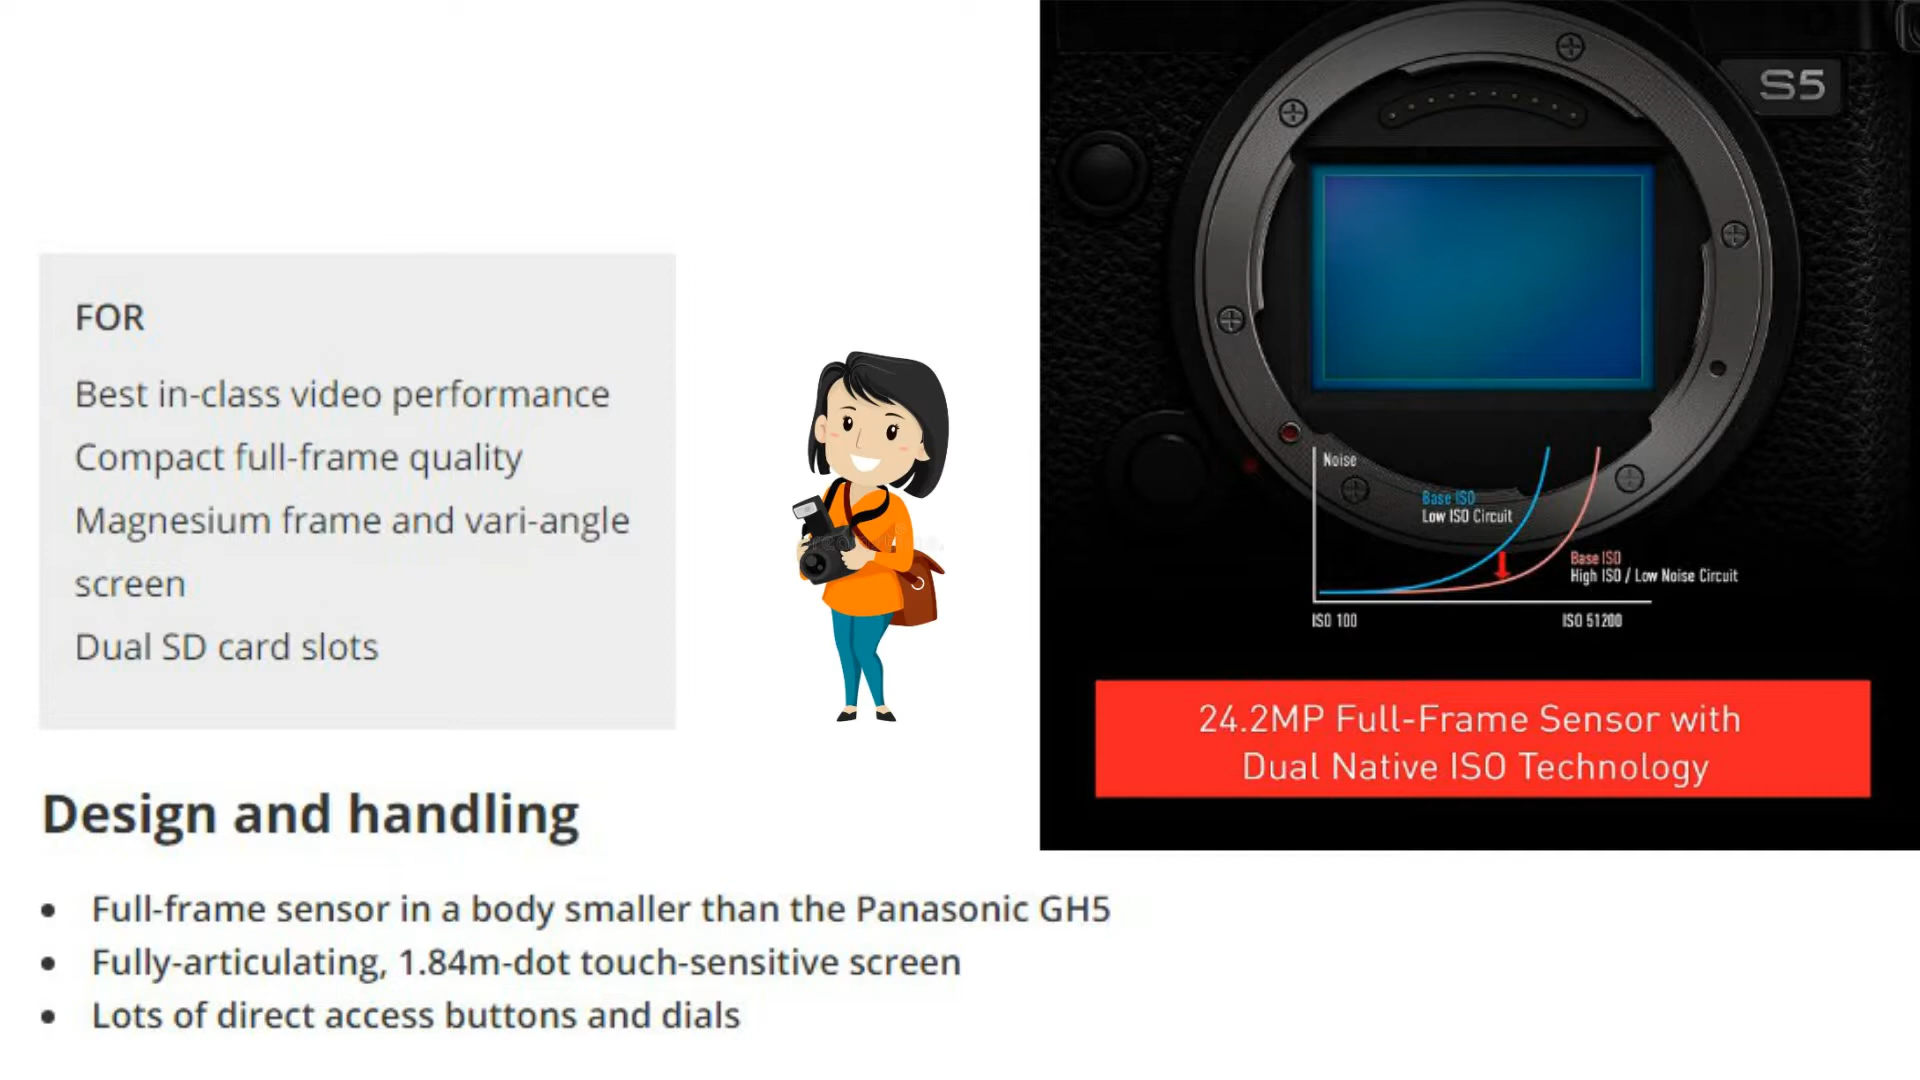 FOR
Best in-class video performance
Compact full-frame quality
Magnesium frame and vari-angle
screen
Dual SD card slots
Design and handling
• Full-frame sensor in a body smaller than the Panasonic GH5
• Fully-articulating, 1.84m-dot touch-sensitive screen
• Lots of direct access buttons and dials
S5
Noise
Base ISO
Low ISO Circuit
Base ISO
High ISO / Low Noise Circuit
ISO 100
ISO 51200
24.2MP Full-Frame Sensor with
Dual Native ISO Technology